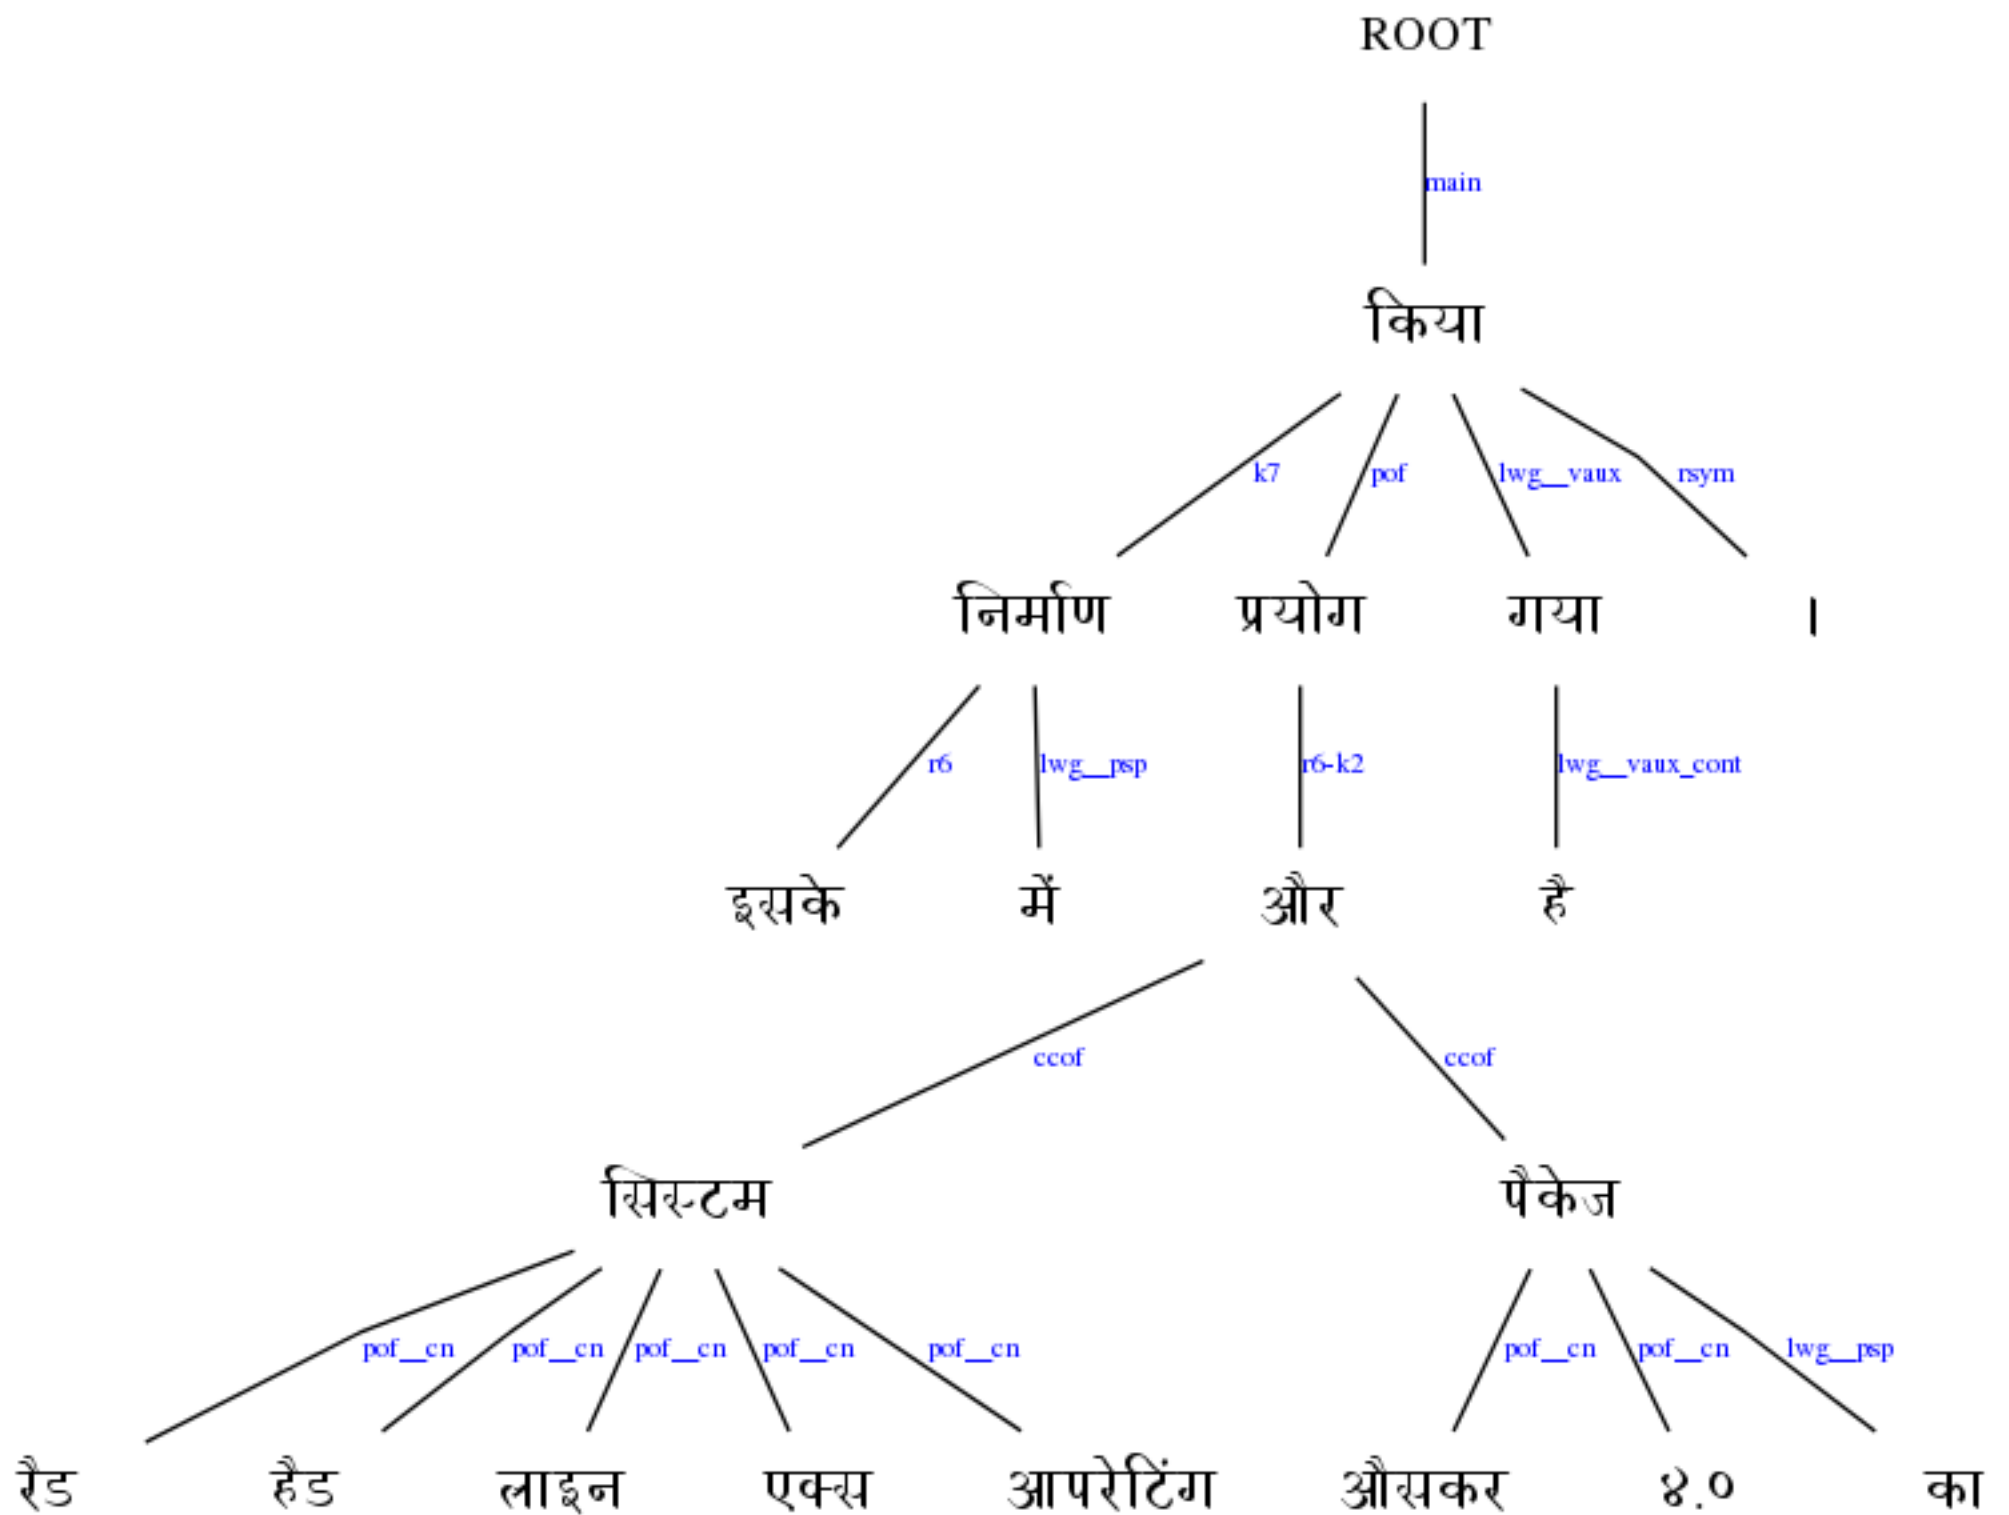 ROOT
main
किया
k7 pof lwg__vaux rsym
निर्माण प्रयोग गया ।
r6 lwg__psp r6-k2 lwg__vaux_cont
इसके में और है
ccof ccof
सिस्टम पैकेज
pof__cn pof__cn pof__cn pof__cn pof__cn pof__cn pof__cn lwg__psp
रैड हैड लाइन एक्स आपरेटिंग औसकर ४.० का